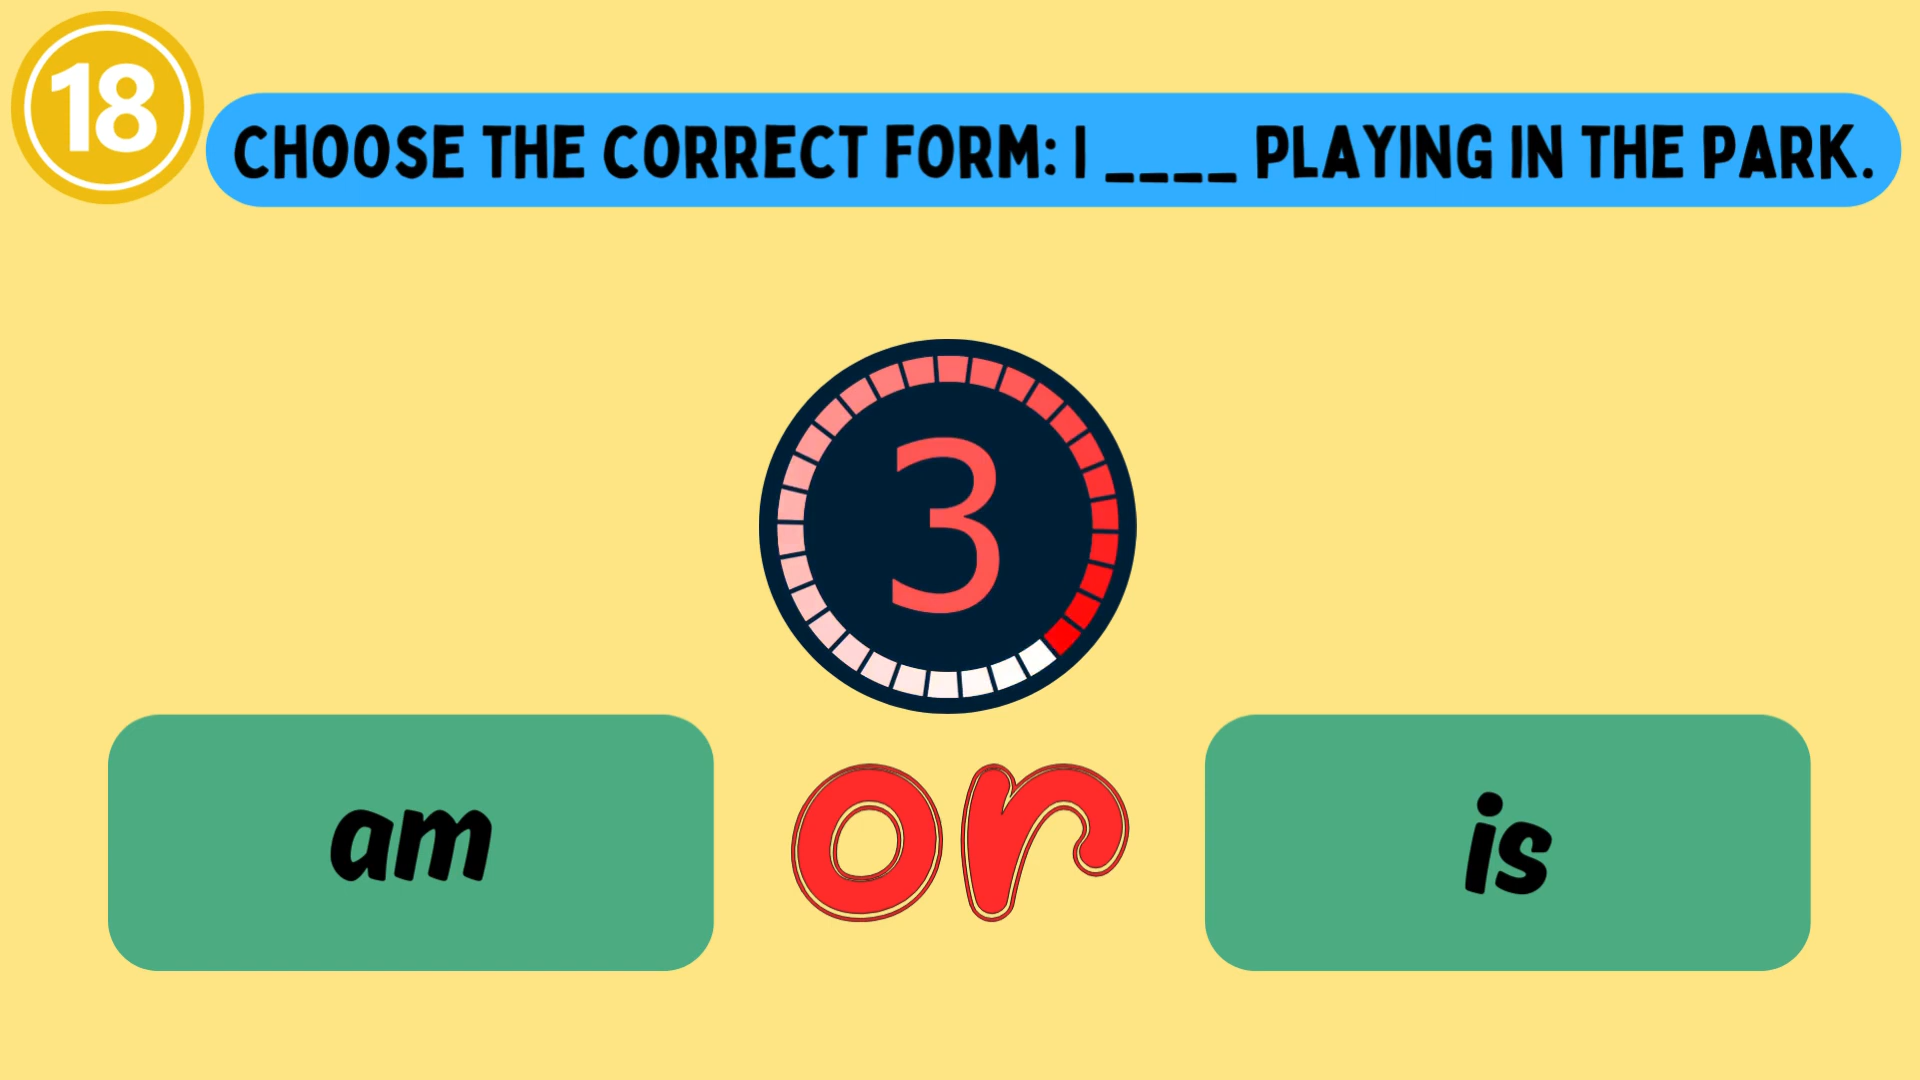 18
CHOOSE THE CORRECT FORM: I ____ PLAYING IN THE PARK.
3
am or is